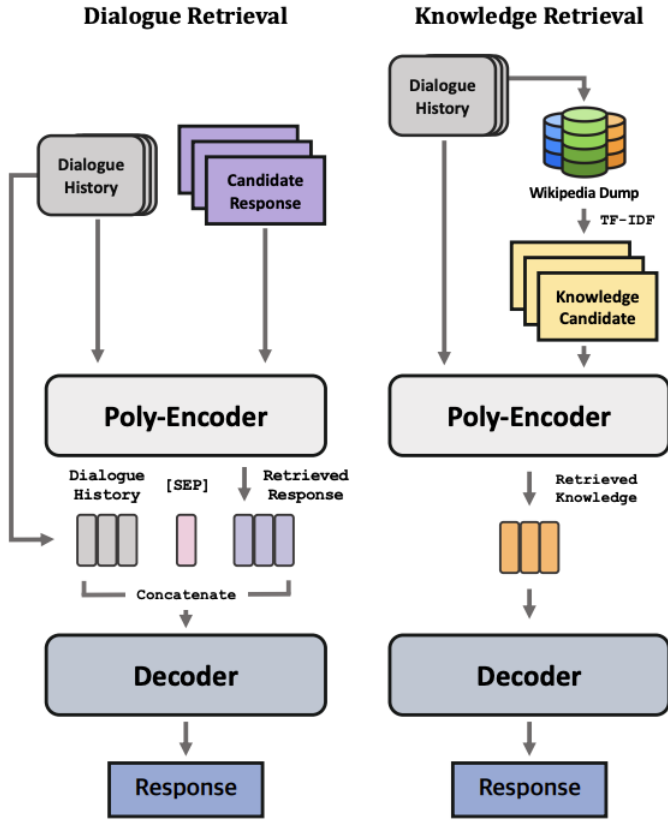 Dialogue Retrieval
Dialogue
History
Candidate
Response
Poly-Encoder
Dialogue
History
[SEP]
Retrieved
Response
Concatenate
Decoder
Response
Knowledge Retrieval
Dialogue
History
Wikipedia Dump
TF-IDF
Knowledge
Candidate
Poly-Encoder
Retrieved
Knowledge
Decoder
Response